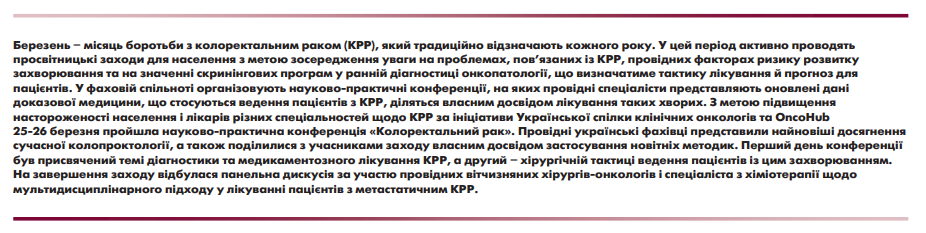 Березень – місяць боротьби з колоректальним раком (КРР), який традиційно відзначають кожного року. У цей період активно проводять
просвітницькі заходи для населення з метою зосередження уваги на проблемах, пов’язаних із КРР, провідних факторах ризику розвитку
захворювання та на значенні скринінгових програм у ранній діагностиці онкопатології, що визначатиме тактику лікування й прогноз для
пацієнтів. У фаховій спільноті організовують науково-практичні конференції, на яких провідні спеціалісти представляють оновлені дані
доказової медицини, що стосуються ведення пацієнтів з КРР, діляться власним досвідом лікування таких хворих. З метою підвищення
настороженості населення і лікарів різних спеціальностей щодо КРР за ініціативи Української спілки клінічних онкологів та OncoHub
25-26 березня пройшла науково-практична конференція «Колоректальний рак». Провідні українські фахівці представили найновіші досягнення
сучасної колопроктології, а також поділилися з учасниками заходу власним досвідом застосування новітніх методик. Перший день конференції
був присвячений темі діагностики та медикаментозного лікування КРР, а другий – хірургічній тактиці ведення пацієнтів із цим захворюванням.
На завершення заходу відбулася панельна дискусія за участю провідних вітчизняних хірургів-онкологів і спеціаліста з хіміотерапії щодо
мультидисциплінарного підходу у лікуванні пацієнтів з метастатичним КРР.